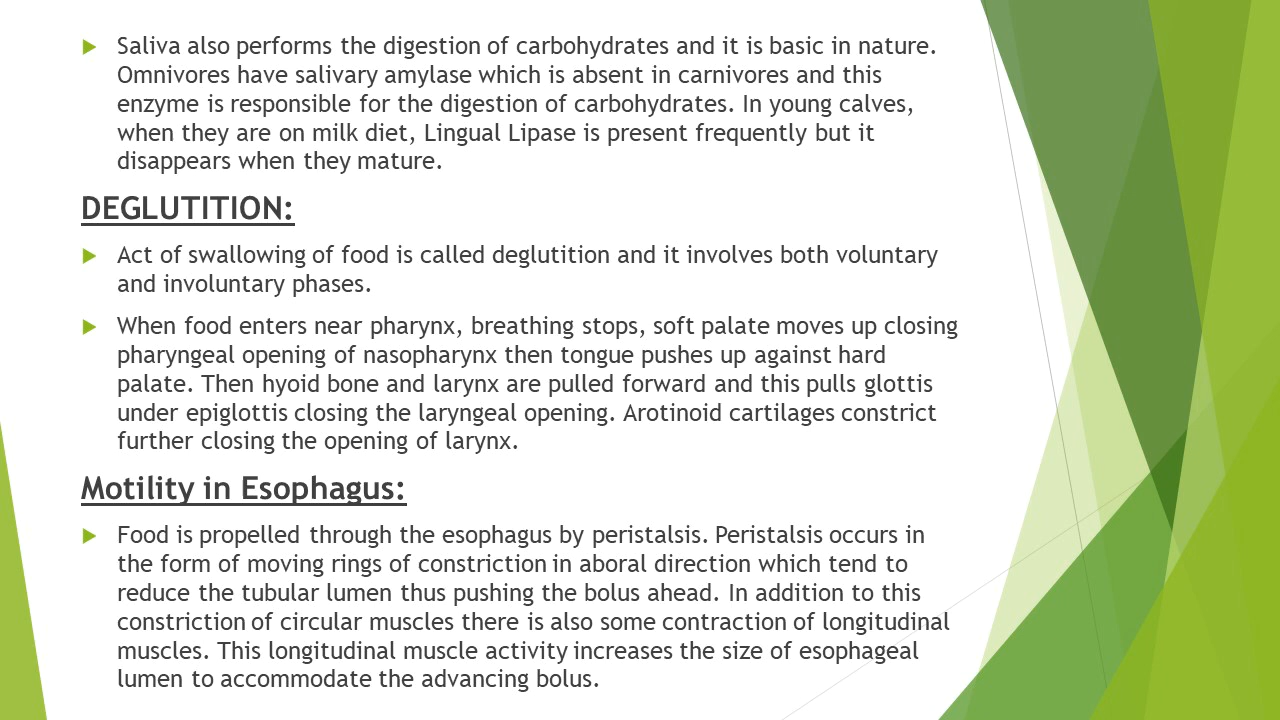 Saliva also performs the digestion of carbohydrates and it is basic in nature.
Omnivores have salivary amylase which is absent in carnivores and this
enzyme is responsible for the digestion of carbohydrates. In young calves,
when they are on milk diet, Lingual Lipase is present frequently but it
disappears when they mature.
DEGLUTITION:
Act of swallowing of food is called deglutition and it involves both voluntary
and involuntary phases.
When food enters near pharynx, breathing stops, soft palate moves up closing
pharyngeal opening of nasopharynx then tongue pushes up against hard
palate. Then hyoid bone and larynx are pulled forward and this pulls glottis
under epiglottis closing the laryngeal opening. Arotinoid cartilages constrict
further closing the opening of larynx.
Motility in Esophagus:
Food is propelled through the esophagus by peristalsis. Peristalsis occurs in
the form of moving rings of constriction in aboral direction which tend to
reduce the tubular lumen thus pushing the bolus ahead. In addition to this
constriction of circular muscles there is also some contraction of longitudinal
muscles. This longitudinal muscle activity increases the size of esophageal
lumen to accommodate the advancing bolus.